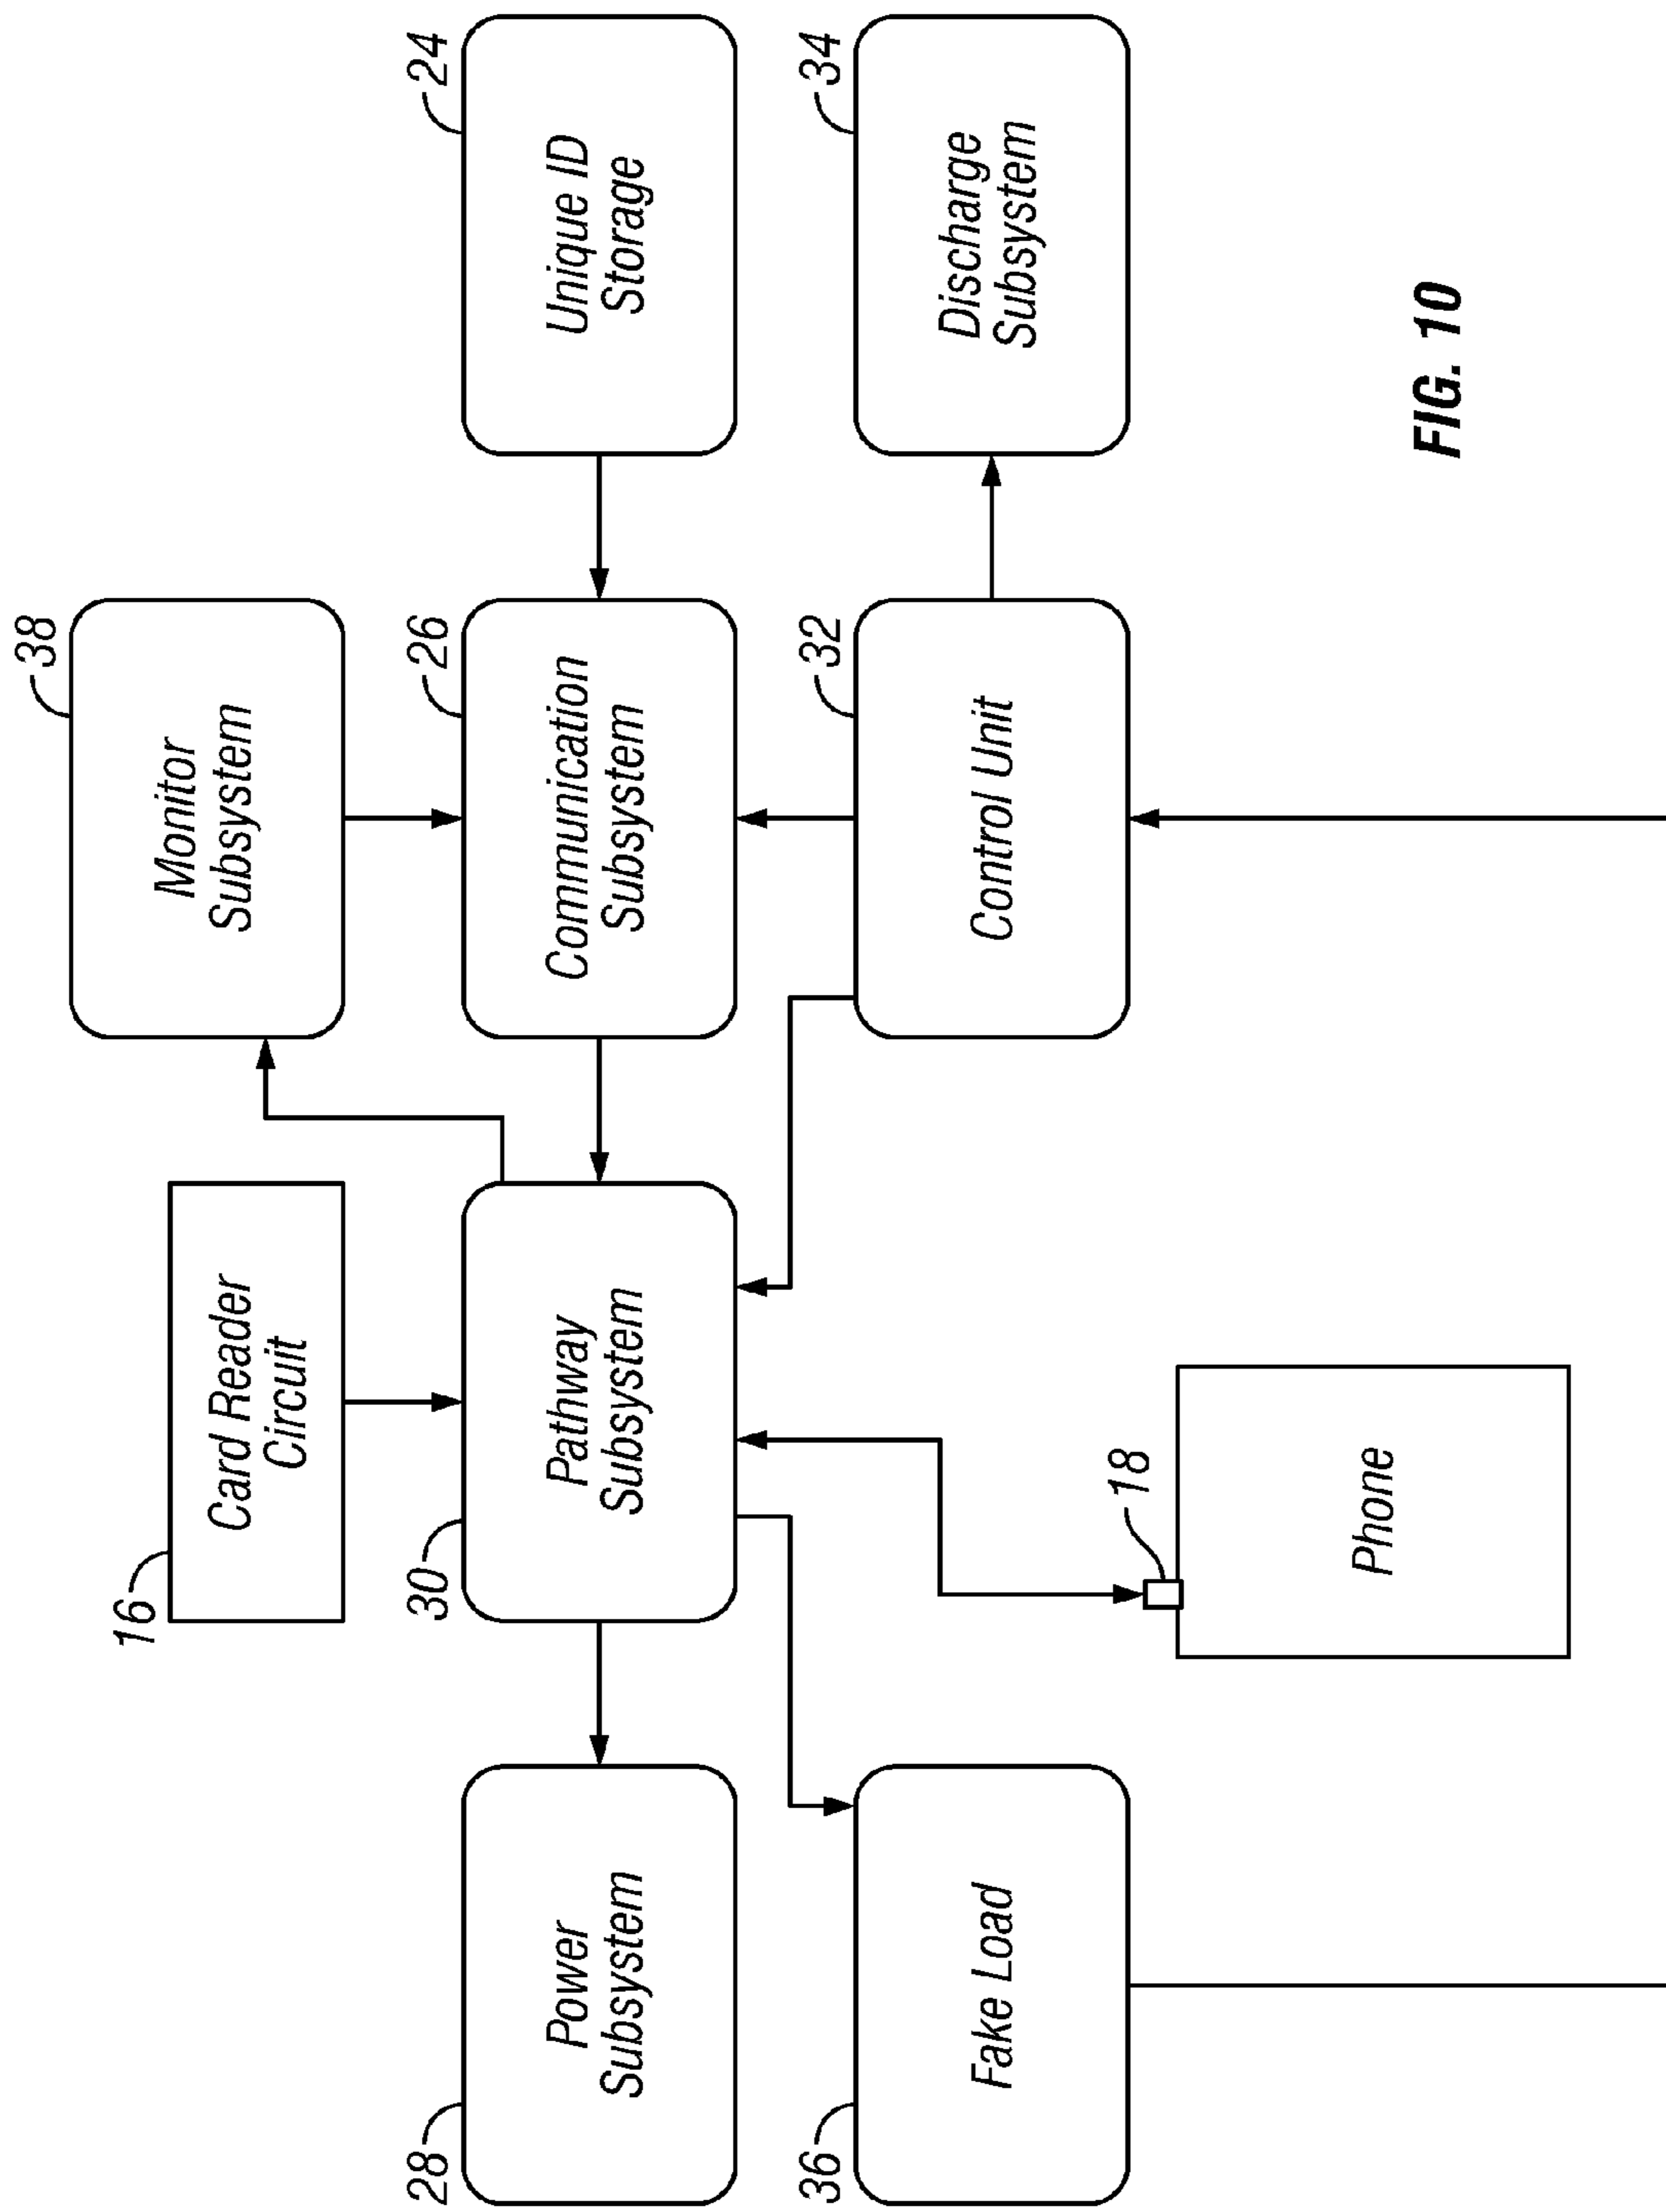 38
16
Monitor
Subsystem
Card Reader
Circuit
28
30
26
24
Power
Subsystem
Pathway
Subsystem
Communication
Subsystem
Unique ID
Storage
36
32
34
Fake Load
Control Unit
Discharge
Subsystem
18
Phone
FIG. 10